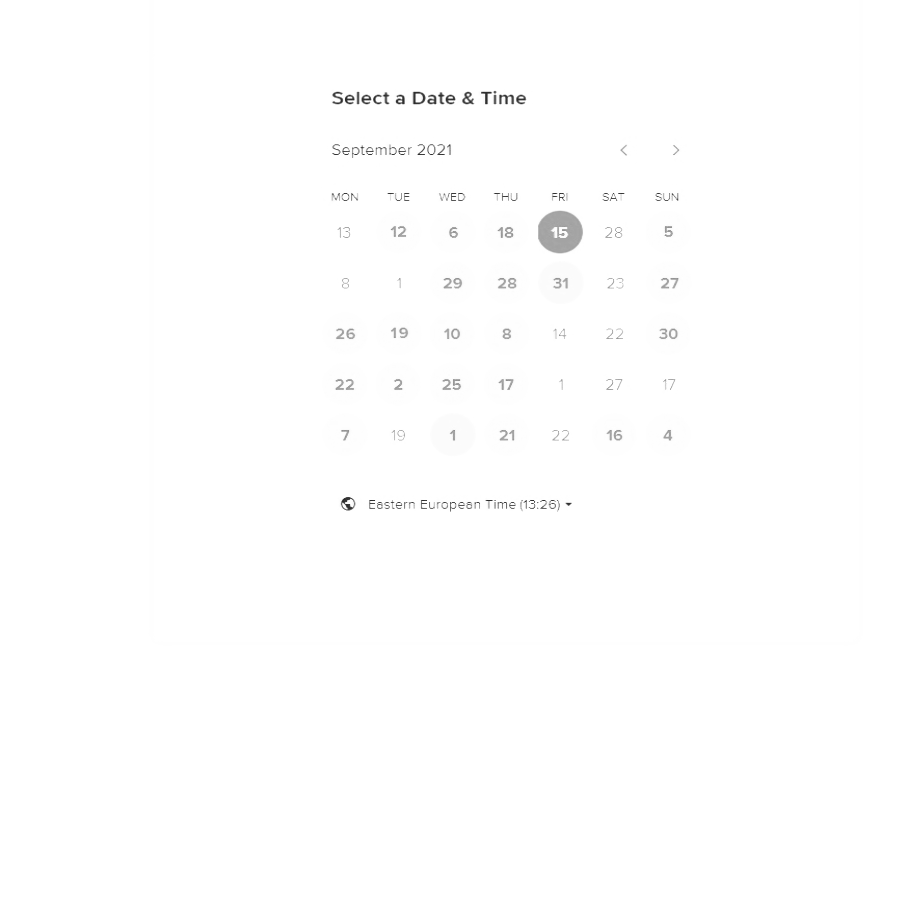 Select a Date & Time
September 2021
MON TUE WED THU FRI SAT SUN
13 12 6 18 15 28 5
8 1 29 28 31 23 27
26 19 10 8 14 22 30
22 2 25 17 1 27 17
7 19 1 21 22 16 4
Eastern European Time (13:26)